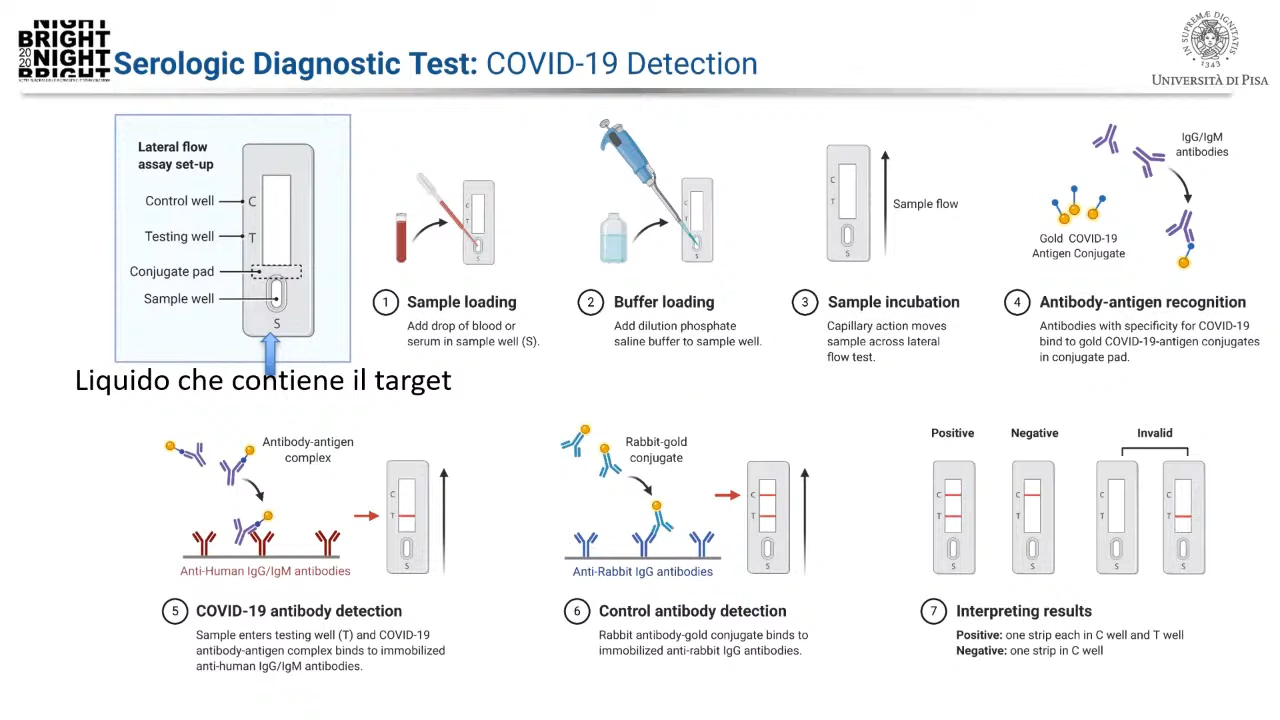 NIGHT
BRIGHT
20 NIGHT
20 BRIGHT
Serologic Diagnostic Test: COVID-19 Detection
IN SUPREMÆ DIGNITATIS
1343
UNIVERSITÀ DI PISA
Lateral flow
assay set-up
Control well
C
Testing well
T
Conjugate pad
Sample well
S
Liquido che contiene il target
C
T
S
1 Sample loading
Add drop of blood or
serum in sample well (S).
C
T
S
2 Buffer loading
Add dilution phosphate
saline buffer to sample well.
C
T
S
Sample flow
3 Sample incubation
Capillary action moves
sample across lateral
flow test.
IgG/IgM
antibodies
Gold COVID-19
Antigen Conjugate
4 Antibody-antigen recognition
Antibodies with specificity for COVID-19
bind to gold COVID-19-antigen conjugates
in conjugate pad.
Antibody-antigen
complex
C
T
S
Anti-Human IgG/IgM antibodies
5 COVID-19 antibody detection
Sample enters testing well (T) and COVID-19
antibody-antigen complex binds to immobilized
anti-human IgG/IgM antibodies.
Rabbit-gold
conjugate
C
T
S
Anti-Rabbit IgG antibodies
6 Control antibody detection
Rabbit antibody-gold conjugate binds to
immobilized anti-rabbit IgG antibodies.
Positive Negative Invalid
C C C C
T T T T
S S S S
7 Interpreting results
Positive: one strip each in C well and T well
Negative: one strip in C well